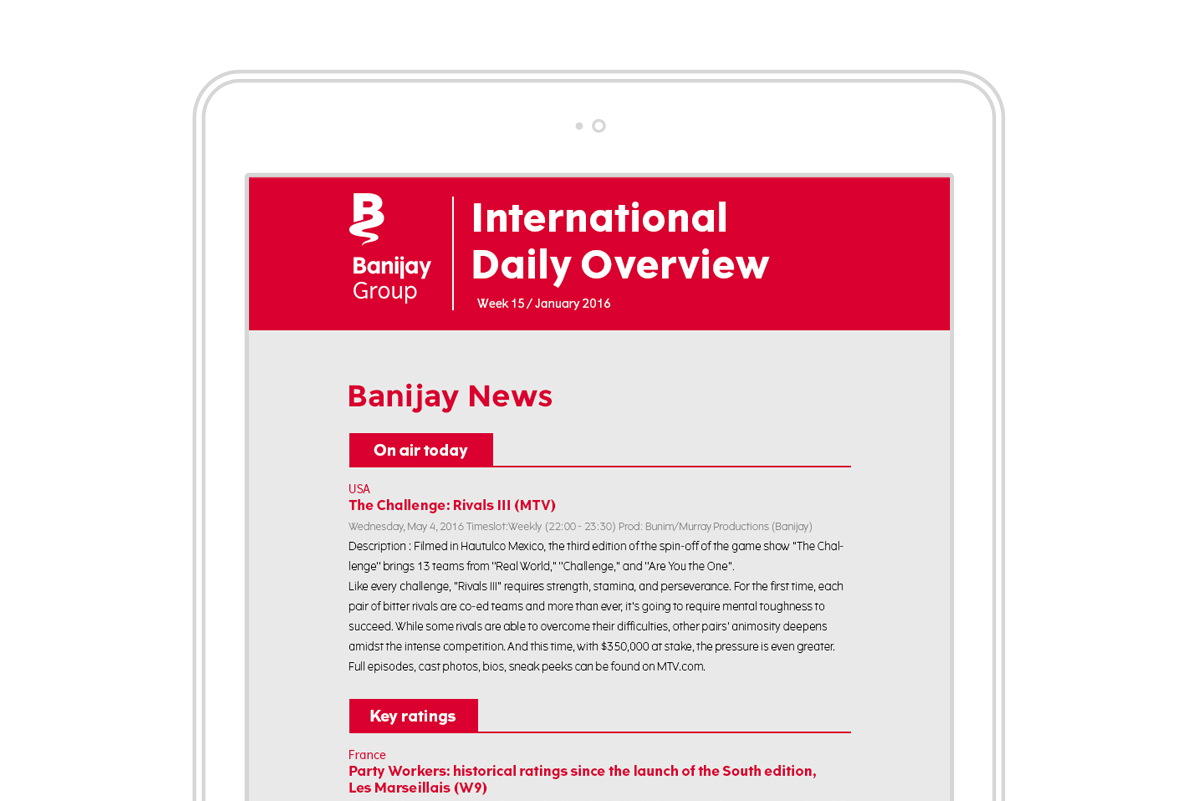 B
Banijay
Group
International
Daily Overview
Week 15 / January 2016
Banijay News
On air today
USA
The Challenge: Rivals III (MTV)
Wednesday, May 4, 2016 Timeslot:Weekly (22:00 - 23:30) Prod: Bunim/Murray Productions (Banijay)
Description : Filmed in Hautulco Mexico, the third edition of the spin-off of the game show "The Chal-
lenge" brings 13 teams from "Real World," "Challenge," and "Are You the One".
Like every challenge, "Rivals III" requires strength, stamina, and perseverance. For the first time, each
pair of bitter rivals are co-ed teams and more than ever, it's going to require mental toughness to
succeed. While some rivals are able to overcome their difficulties, other pairs' animosity deepens
amidst the intense competition. And this time, with $350,000 at stake, the pressure is even greater.
Full episodes, cast photos, bios, sneak peeks can be found on MTV.com.
Key ratings
France
Party Workers: historical ratings since the launch of the South edition,
Les Marseillais (W9)